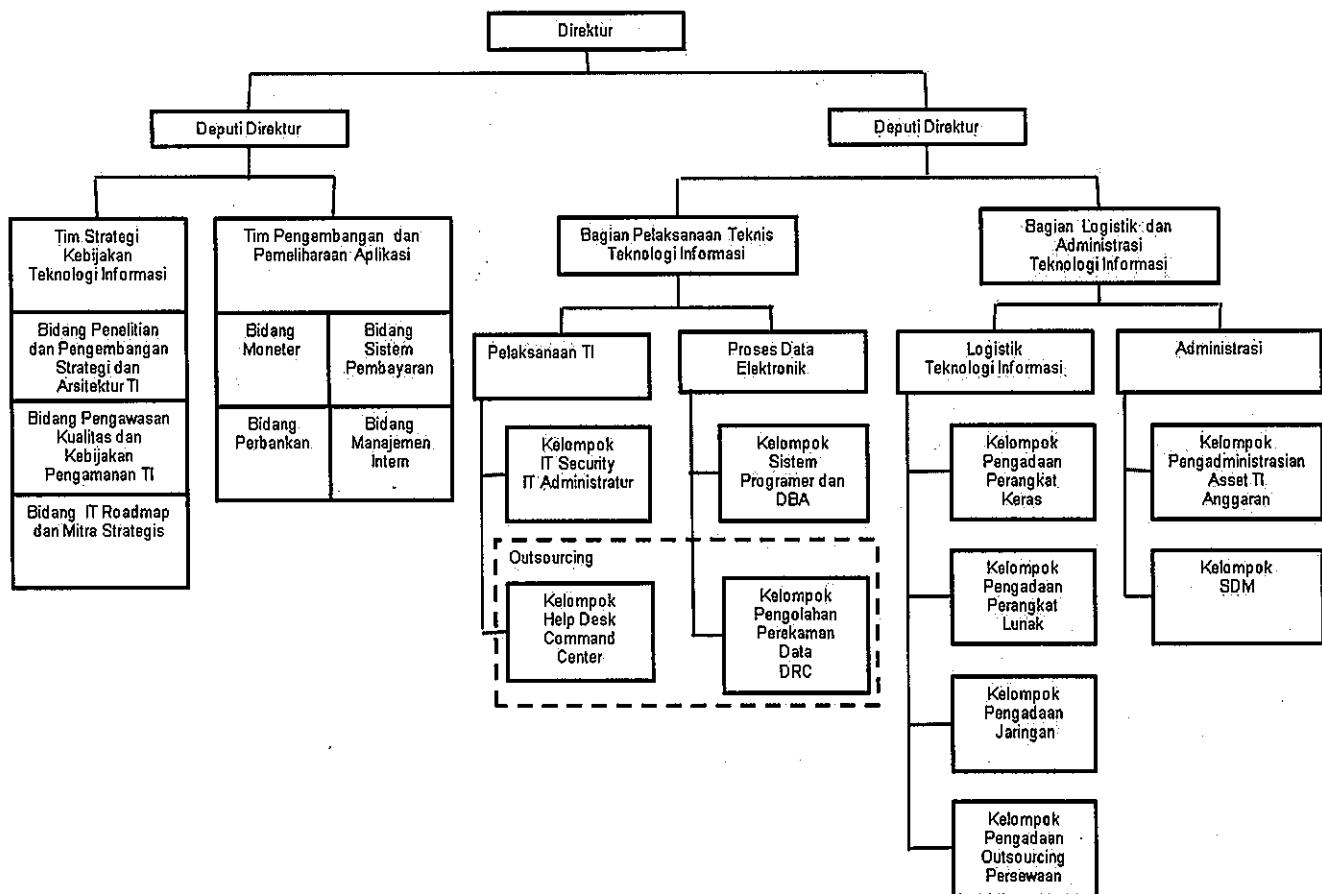 Direktur
Deputi Direktur
Deputi Direktur
Tim Strategi
Kebijakan
Teknologi Informasi
Tim Pengembangan dan
Pemeliharaan Aplikasi
Bagian Pelaksanaan Teknis
Teknologi Informasi
Bagian Logistik dan
Administrasi
Teknologi Informasi
Bidang Penelitian
dan Pengembangan
Strategi dan
Arsitektur TI
Bidang Pengawasan
Kualitas dan
Kebijakan
Pengamanan TI
Bidang IT Roadmap
dan Mitra Strategis
Bidang
Moneter
Bidang
Sistem
Pembayaran
Bidang
Perbankan
Bidang
Manajemen
Intern
Pelaksanaan TI
Proses Data
Elektronik
Logistik
Teknologi Informasi
Administrasi
Kelompok
IT Security
IT Administratur
Kelompok
Sistem
Programer dan
DBA
Outsourcing
Kelompok
Help Desk
Command
Center
Kelompok
Pengolahan
Perekaman
Data
DRC
Kelompok
Pengadaan
Perangkat
Keras
Kelompok
Pengadaan
Perangkat
Lunak
Kelompok
Pengadaan
Jaringan
Kelompok
Pengadaan
Outsourcing
Persewaan
Kelompok
Pengadministrasian
Asset TI
Anggaran
Kelompok
SDM